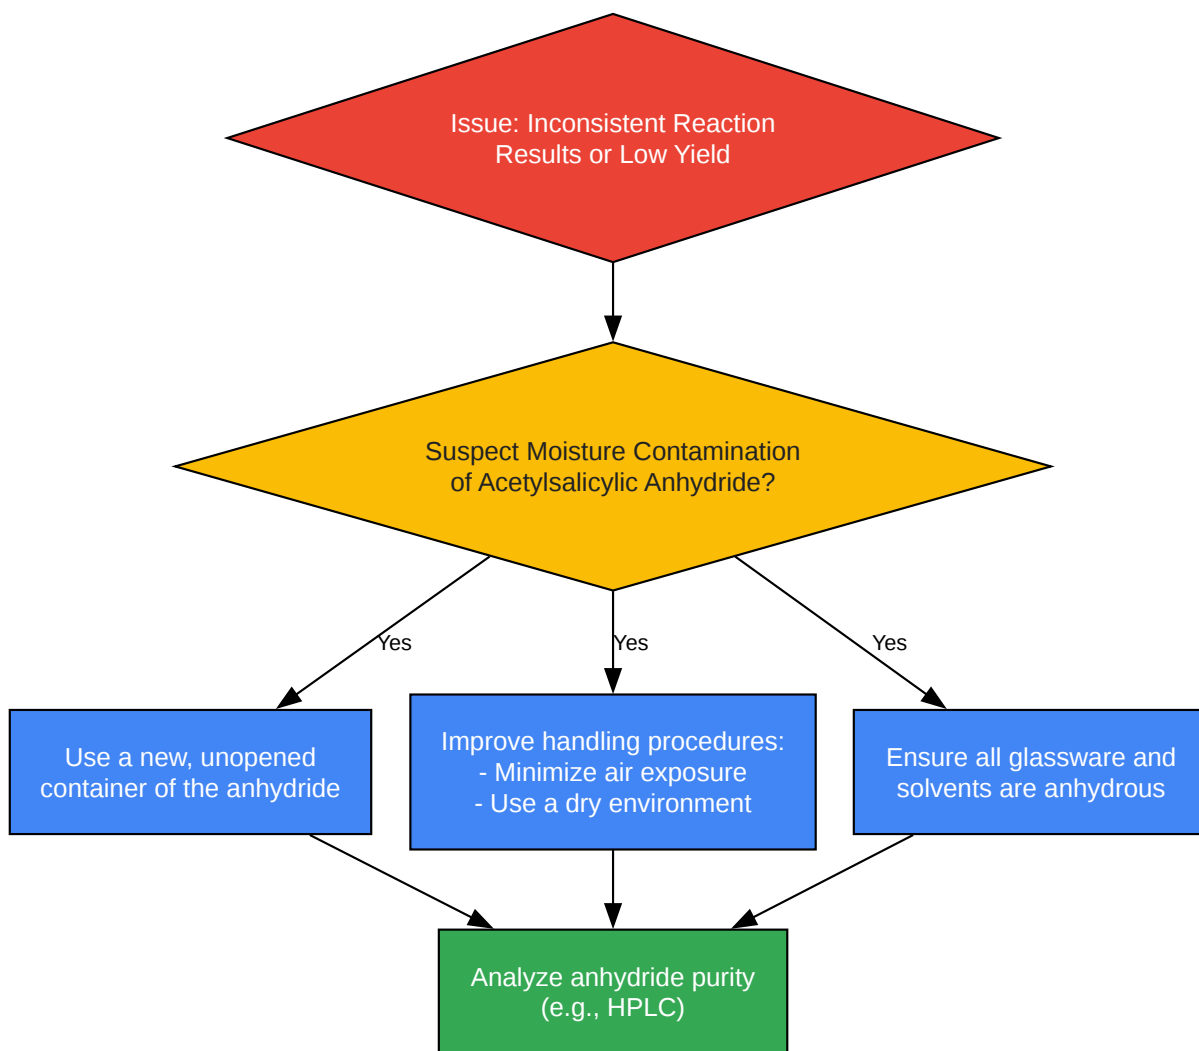 Issue: Inconsistent Reaction
Results or Low Yield
Suspect Moisture Contamination
of Acetylsalicylic Anhydride?
Yes
Yes
Yes
Use a new, unopened
container of the anhydride
Improve handling procedures:
- Minimize air exposure
- Use a dry environment
Ensure all glassware and
solvents are anhydrous
Analyze anhydride purity
(e.g., HPLC)